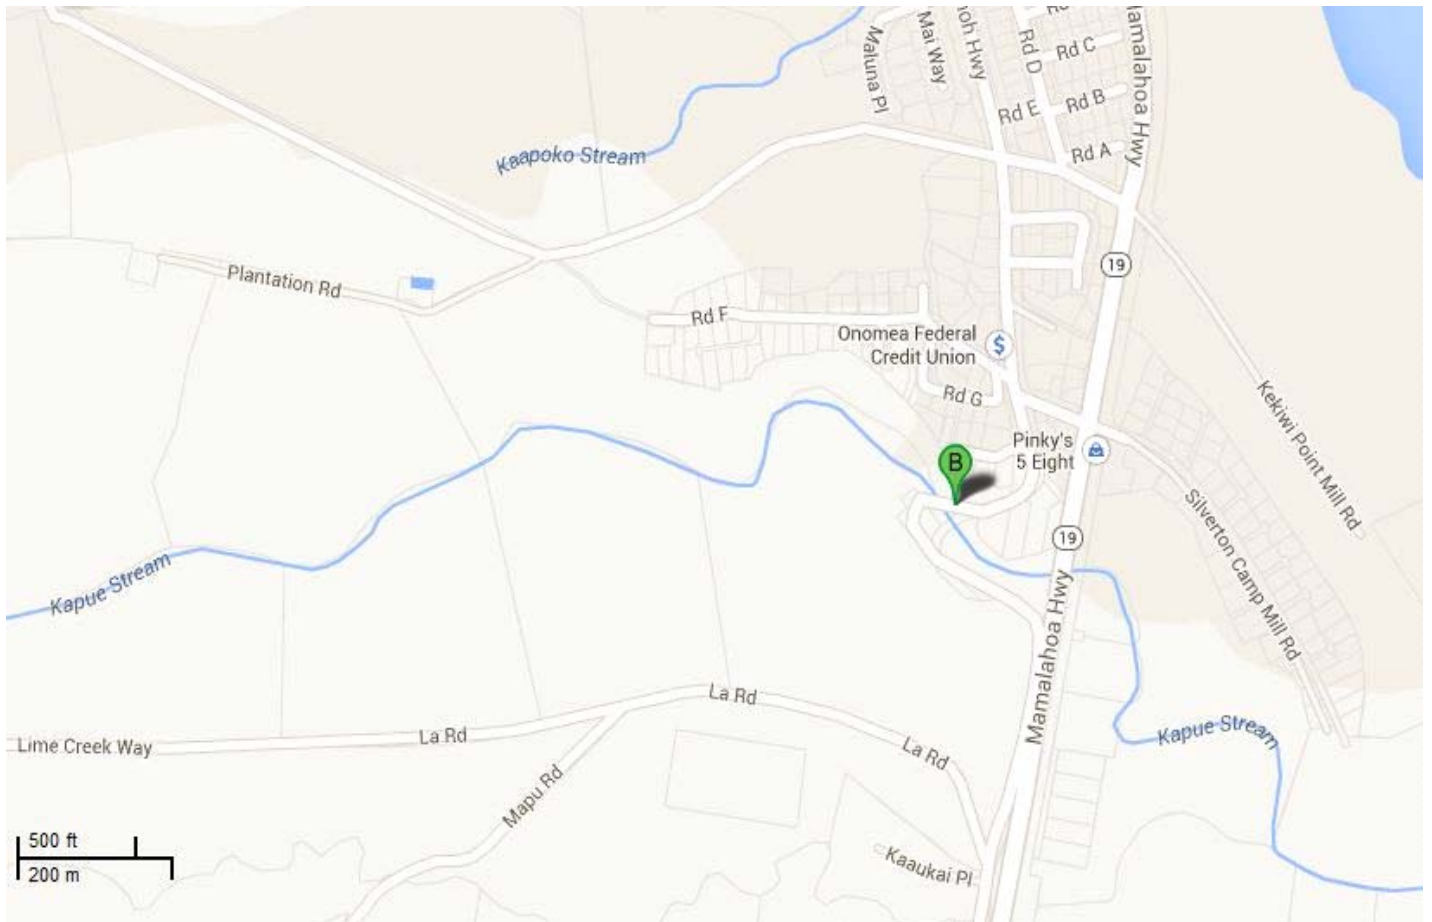 Maluna Pl
Mai Way
noh Hwy
Rd D
Rd C
Rd E
Rd B
Rd A
Mamalahoa Hwy
Kaapoko Stream
Plantation Rd
19
Rd F
Onomea Federal
Credit Union
$
Rd G
Pinky's
5 Eight
B
Kekiwi Point Mill Rd
Silverton Camp Mill Rd
19
Kapue Stream
Mamalahoa Hwy
La Rd
Lime Creek Way
La Rd
La Rd
Kapue Stream
Mapu Rd
Kaaukai Pl
500 ft
200 m